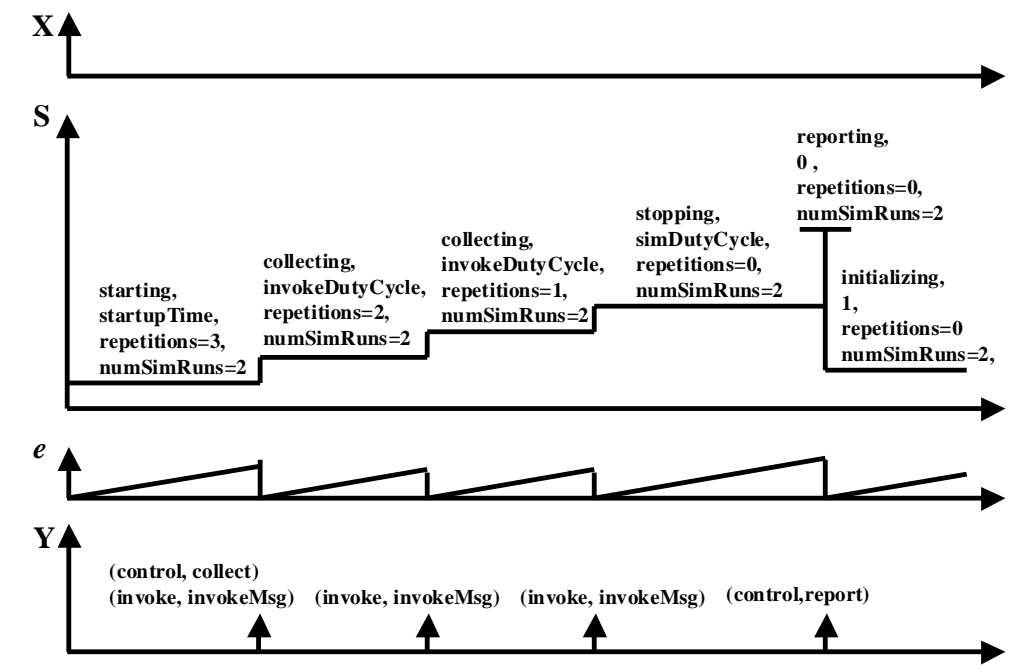 X
S
reporting,
0 ,
repetitions=0,
numSimRuns=2
stopping,
simDutyCycle,
repetitions=0,
numSimRuns=2
collecting,
invokeDutyCycle,
repetitions=1,
numSimRuns=2
collecting,
invokeDutyCycle,
repetitions=2,
numSimRuns=2
starting,
startupTime,
repetitions=3,
numSimRuns=2
initializing,
1,
repetitions=0
numSimRuns=2,
e
Y
(control, collect)
(invoke, invokeMsg)
(invoke, invokeMsg)
(invoke, invokeMsg)
(control,report)